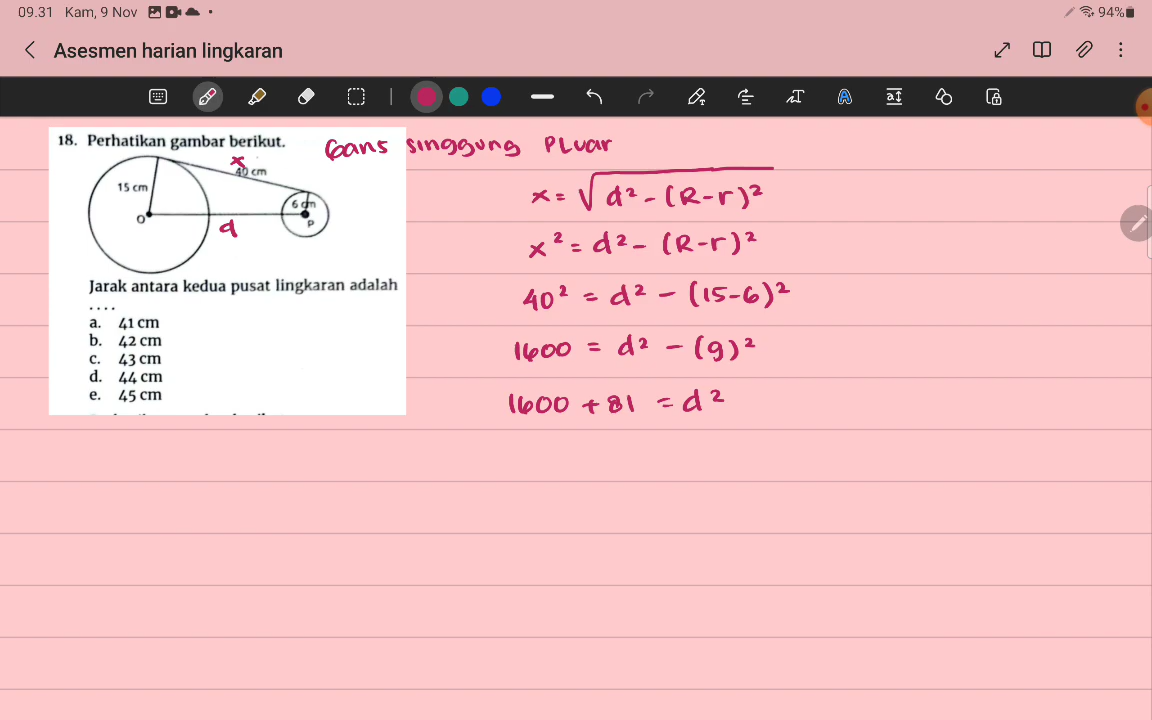 09.31 Kam, 9 Nov 94%
Asesmen harian lingkaran
18. Perhatikan gambar berikut.
15 cm
x
40 cm
6 cm
O
d
P
Jarak antara kedua pusat lingkaran adalah
....
a. 41 cm
b. 42 cm
c. 43 cm
d. 44 cm
e. 45 cm
Gans singgung PLuar
x = √d² - (R-r)²
x² = d² - (R-r)²
40² = d² - (15-6)²
1600 = d² - (9)²
1600 + 81 = d²